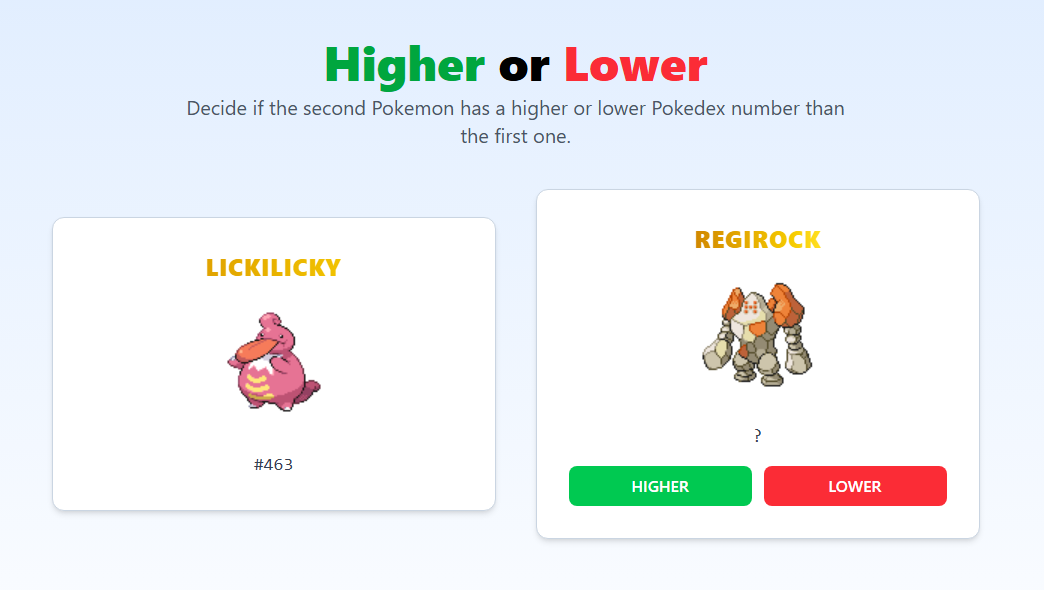 Higher or Lower
Decide if the second Pokemon has a higher or lower Pokedex number than
the first one.
LICKILICKY
#463
REGIROCK
?
HIGHER
LOWER